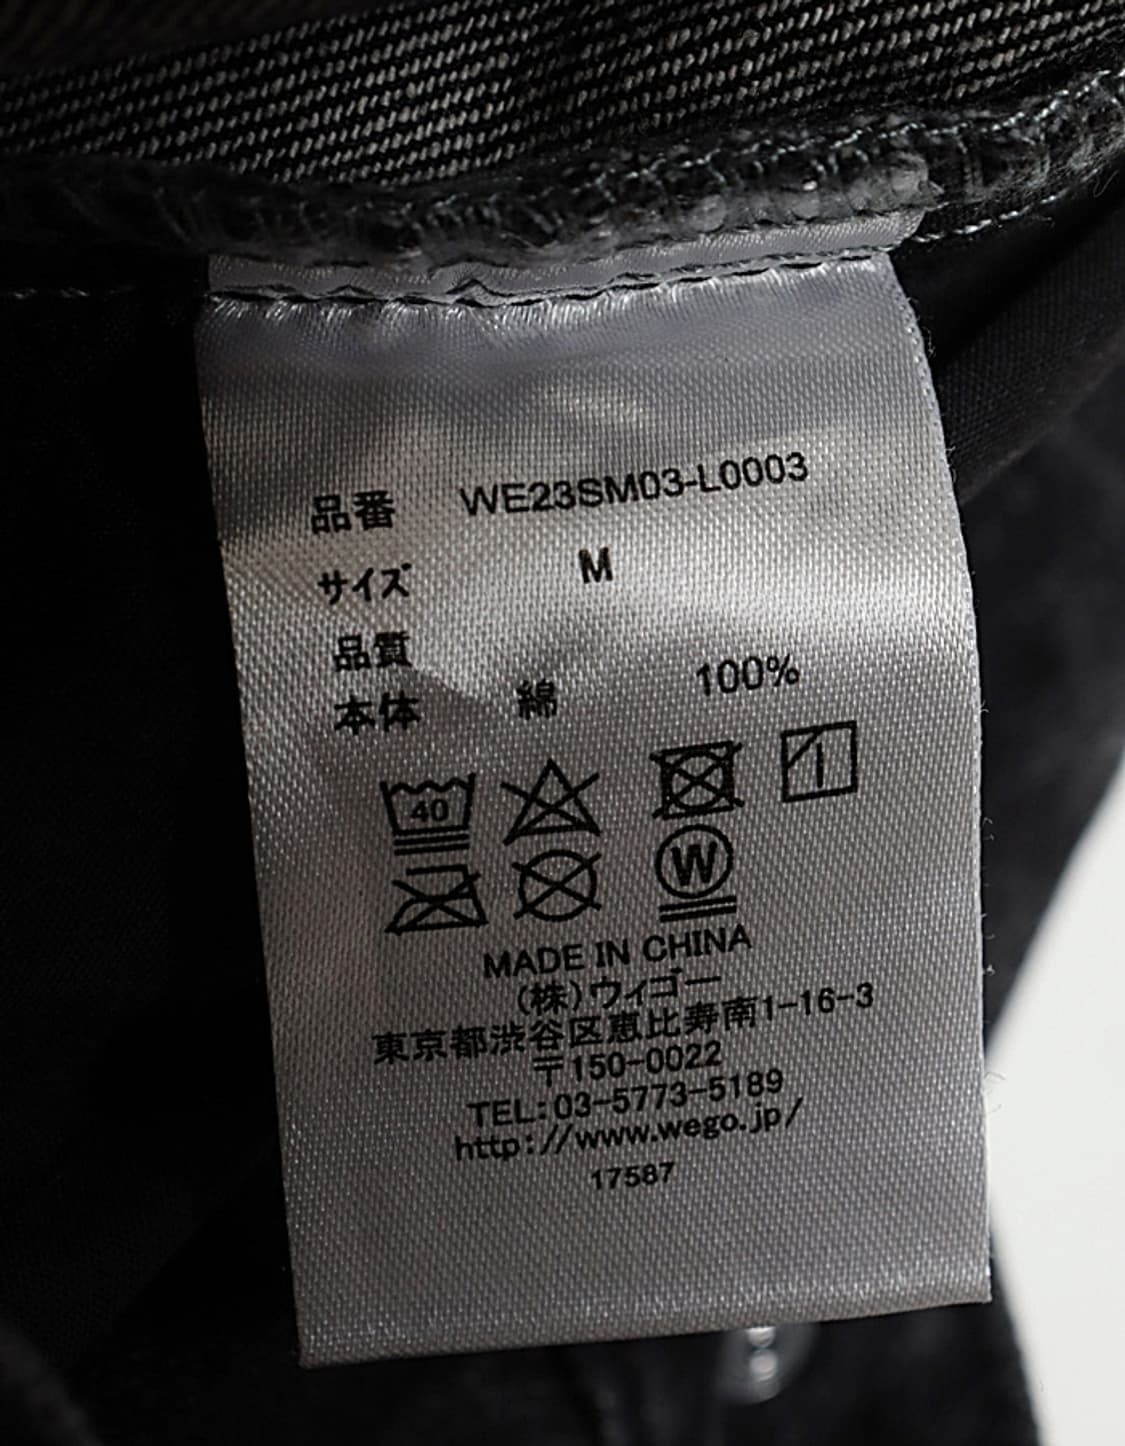 品番 WE23SM03-L0003
サイズ M
品質
本体 綿 100%
40
W
MADE IN CHINA
(株)ウィゴー
東京都渋谷区恵比寿南1-16-3
〒150-0022
TEL:03-5773-5189
http://www.wego.jp/
17587